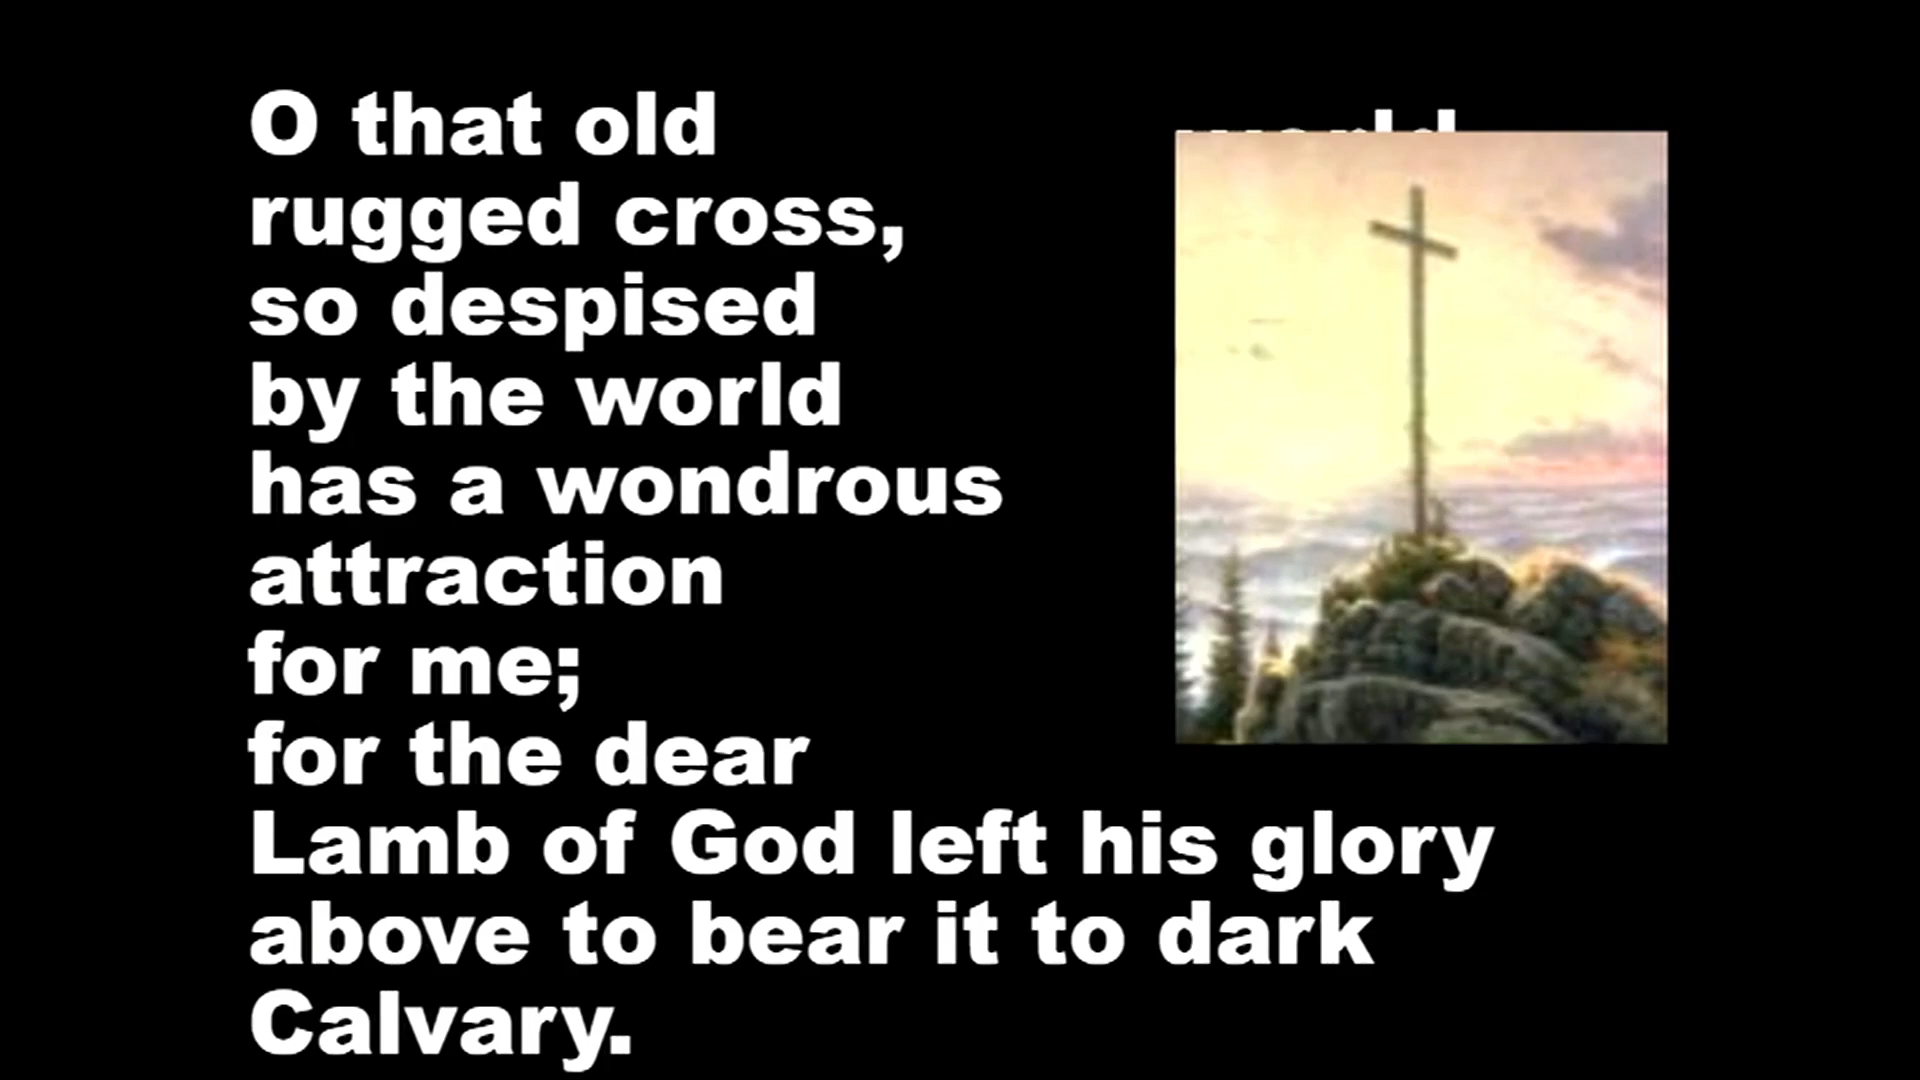 O that old
rugged cross,
so despised
by the world
has a wondrous
attraction
for me;
for the dear
Lamb of God left his glory
above to bear it to dark
Calvary.